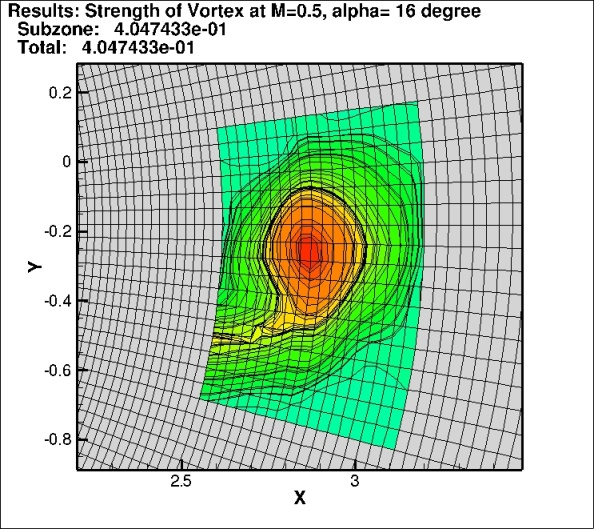 Results: Strength of Vortex at M=0.5, alpha= 16 degree
Subzone: 4.047433e-01
Total: 4.047433e-01
0.2
0
-0.2
-0.4
-0.6
-0.8
Y
2.5
3
X